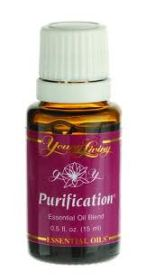 Young Living
Purification®
Essential Oil Blend
0.5 fl. oz (15 ml)
ESSENTIAL OILS